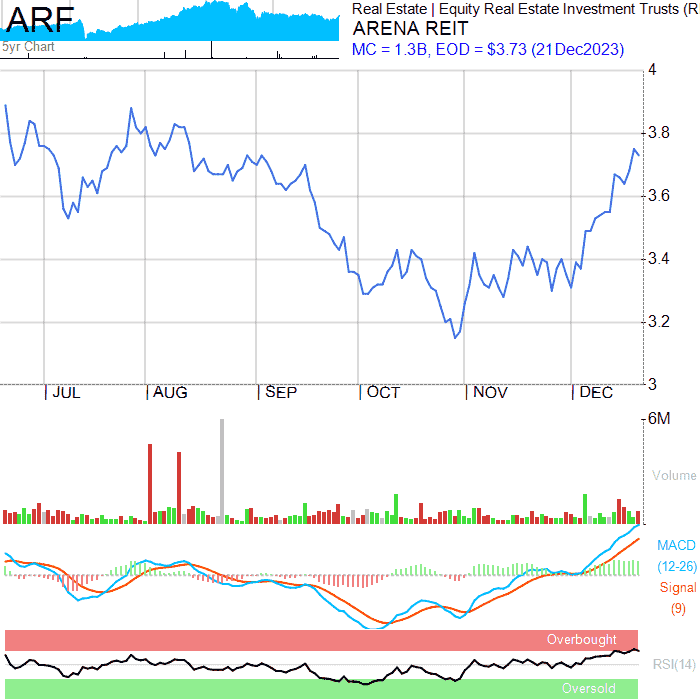 ARF
5yr Chart
Real Estate | Equity Real Estate Investment Trusts (R
ARENA REIT
MC = 1.3B, EOD = $3.73 (21Dec2023)
4
3.8
3.6
3.4
3.2
3
JUL AUG SEP OCT NOV DEC
6M
Volume
MACD
(12-26)
Signal
(9)
Overbought
RSI(14)
Oversold